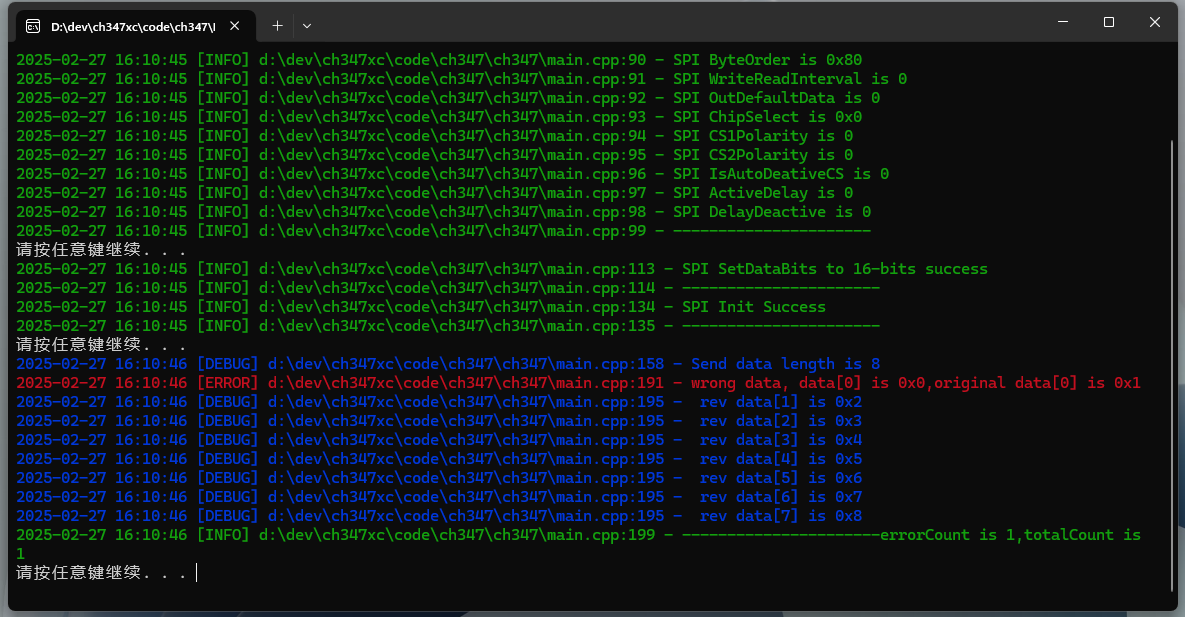 D:\dev\ch347xc\code\ch347\
2025-02-27 16:10:45 [INFO] d:\dev\ch347xc\code\ch347\ch347\main.cpp:90 - SPI ByteOrder is 0x80
2025-02-27 16:10:45 [INFO] d:\dev\ch347xc\code\ch347\ch347\main.cpp:91 - SPI WriteReadInterval is 0
2025-02-27 16:10:45 [INFO] d:\dev\ch347xc\code\ch347\ch347\main.cpp:92 - SPI OutDefaultData is 0
2025-02-27 16:10:45 [INFO] d:\dev\ch347xc\code\ch347\ch347\main.cpp:93 - SPI ChipSelect is 0x0
2025-02-27 16:10:45 [INFO] d:\dev\ch347xc\code\ch347\ch347\main.cpp:94 - SPI CS1Polarity is 0
2025-02-27 16:10:45 [INFO] d:\dev\ch347xc\code\ch347\ch347\main.cpp:95 - SPI CS2Polarity is 0
2025-02-27 16:10:45 [INFO] d:\dev\ch347xc\code\ch347\ch347\main.cpp:96 - SPI IsAutoDeativeCS is 0
2025-02-27 16:10:45 [INFO] d:\dev\ch347xc\code\ch347\ch347\main.cpp:97 - SPI ActiveDelay is 0
2025-02-27 16:10:45 [INFO] d:\dev\ch347xc\code\ch347\ch347\main.cpp:98 - SPI DelayDeactive is 0
2025-02-27 16:10:45 [INFO] d:\dev\ch347xc\code\ch347\ch347\main.cpp:99 - ----------------------
请按任意键继续. . .
2025-02-27 16:10:45 [INFO] d:\dev\ch347xc\code\ch347\ch347\main.cpp:113 - SPI SetDataBits to 16-bits success
2025-02-27 16:10:45 [INFO] d:\dev\ch347xc\code\ch347\ch347\main.cpp:114 - ----------------------
2025-02-27 16:10:45 [INFO] d:\dev\ch347xc\code\ch347\ch347\main.cpp:134 - SPI Init Success
2025-02-27 16:10:45 [INFO] d:\dev\ch347xc\code\ch347\ch347\main.cpp:135 - ----------------------
请按任意键继续. . .
2025-02-27 16:10:46 [DEBUG] d:\dev\ch347xc\code\ch347\ch347\main.cpp:158 - Send data length is 8
2025-02-27 16:10:46 [ERROR] d:\dev\ch347xc\code\ch347\ch347\main.cpp:191 - wrong data, data[0] is 0x0,original data[0] is 0x1
2025-02-27 16:10:46 [DEBUG] d:\dev\ch347xc\code\ch347\ch347\main.cpp:195 -  rev data[1] is 0x2
2025-02-27 16:10:46 [DEBUG] d:\dev\ch347xc\code\ch347\ch347\main.cpp:195 -  rev data[2] is 0x3
2025-02-27 16:10:46 [DEBUG] d:\dev\ch347xc\code\ch347\ch347\main.cpp:195 -  rev data[3] is 0x4
2025-02-27 16:10:46 [DEBUG] d:\dev\ch347xc\code\ch347\ch347\main.cpp:195 -  rev data[4] is 0x5
2025-02-27 16:10:46 [DEBUG] d:\dev\ch347xc\code\ch347\ch347\main.cpp:195 -  rev data[5] is 0x6
2025-02-27 16:10:46 [DEBUG] d:\dev\ch347xc\code\ch347\ch347\main.cpp:195 -  rev data[6] is 0x7
2025-02-27 16:10:46 [DEBUG] d:\dev\ch347xc\code\ch347\ch347\main.cpp:195 -  rev data[7] is 0x8
2025-02-27 16:10:46 [INFO] d:\dev\ch347xc\code\ch347\ch347\main.cpp:199 - ----------------------errorCount is 1,totalCount is
1
请按任意键继续. . .